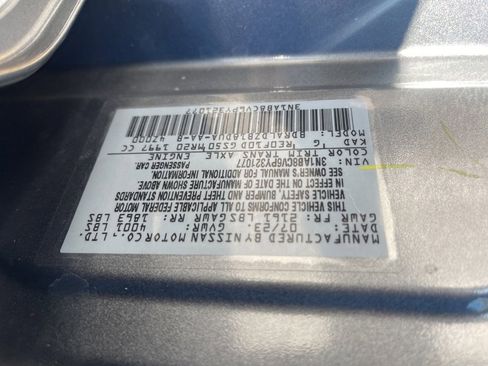 MANUFACTURED BY NISSAN MOTOR CO., LTD.
DATE: 07/23 GVWR: 4001 LBS
GAWR FR: 2161 LBS GAWR RR: 1863 LBS
THIS VEHICLE CONFORMS TO ALL APPLICABLE FEDERAL MOTOR
VEHICLE SAFETY, BUMPER AND THEFT PREVENTION STANDARDS
IN EFFECT ON THE DATE OF MANUFACTURE SHOWN ABOVE.
SEE OWNER'S MANUAL FOR ADDITIONAL INFORMATION
VIN: 3N1AB8CV6PY321077 PASSENGER CAR
COLOR TRIM TRANS AXLE ENGINE
KAD G RE0F10D MR20 1997 CC
MODEL:
3N1AB8CV6PY321077